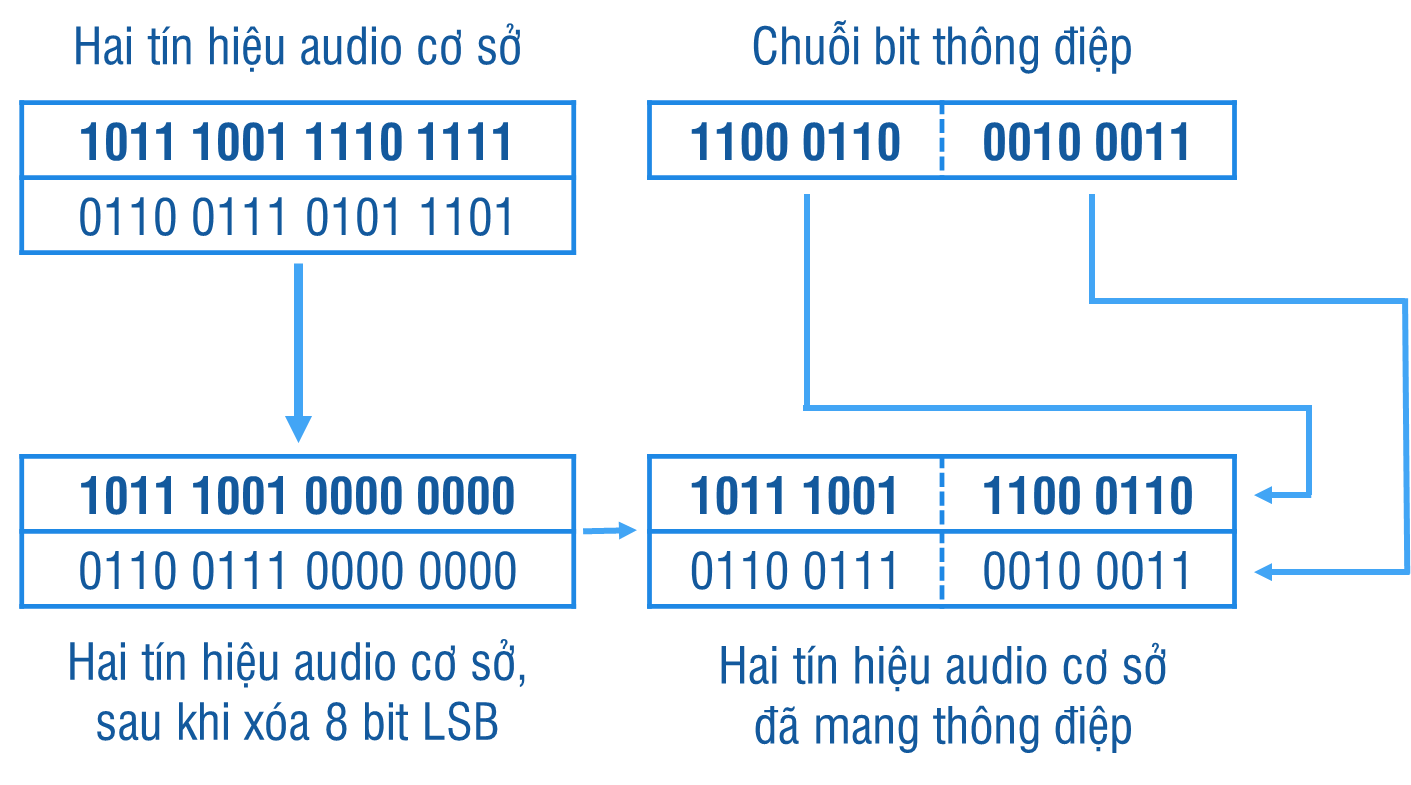 Hai tín hiệu audio cơ sở
1011 1001 1110 1111
0110 0111 0101 1101
Chuỗi bit thông điệp
1100 0110 0010 0011
1011 1001 0000 0000
0110 0111 0000 0000
Hai tín hiệu audio cơ sở,
sau khi xóa 8 bit LSB
1011 1001 1100 0110
0110 0111 0010 0011
Hai tín hiệu audio cơ sở
đã mang thông điệp